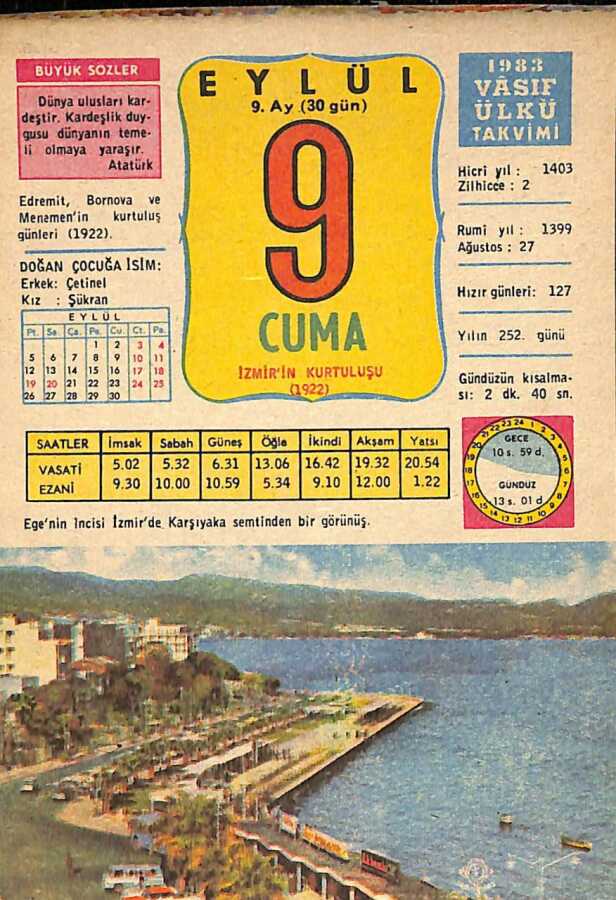 BÜYÜK SÖZLER
Dünya ulusları kar-
deştir. Kardeşlik duy-
gusu dünyanın teme-
li olmaya yaraşır.
Atatürk
Edremit, Bornova ve
Menemen'in kurtuluş
günleri (1922).
DOĞAN ÇOCUĞA İSİM:
Erkek: Çetinel
Kız : Şükran
EYLÜL
Pt. Sa. Ça. Pe. Cu. Ct. Pa.
1 2 3 4
5 6 7 8 9 10 11
12 13 14 15 16 17 18
19 20 21 22 23 24 25
26 27 28 29 30
EYLÜL
9. Ay (30 gün)
9
CUMA
İZMİR'İN KURTULUŞU
(1922)
1983
VÂSIF
ÜLKÜ
TAKVİMİ
Hicrî yıl : 1403
Zilhicce : 2
Rumî yıl : 1399
Ağustos : 27
Hızır günleri: 127
Yılın 252. günü
Gündüzün kısalma-
sı: 2 dk. 40 sn.
SAATLER İmsak Sabah Güneş Öğle İkindi Akşam Yatsı
VASATİ 5.02 5.32 6.31 13.06 16.42 19.32 20.54
EZANİ 9.30 10.00 10.59 5.34 9.10 12.00 1.22
GECE
10 s. 59 d.
GÜNDÜZ
13 s. 01 d.
Ege'nin İncisi İzmir'de Karşıyaka semtinden bir görünüş.